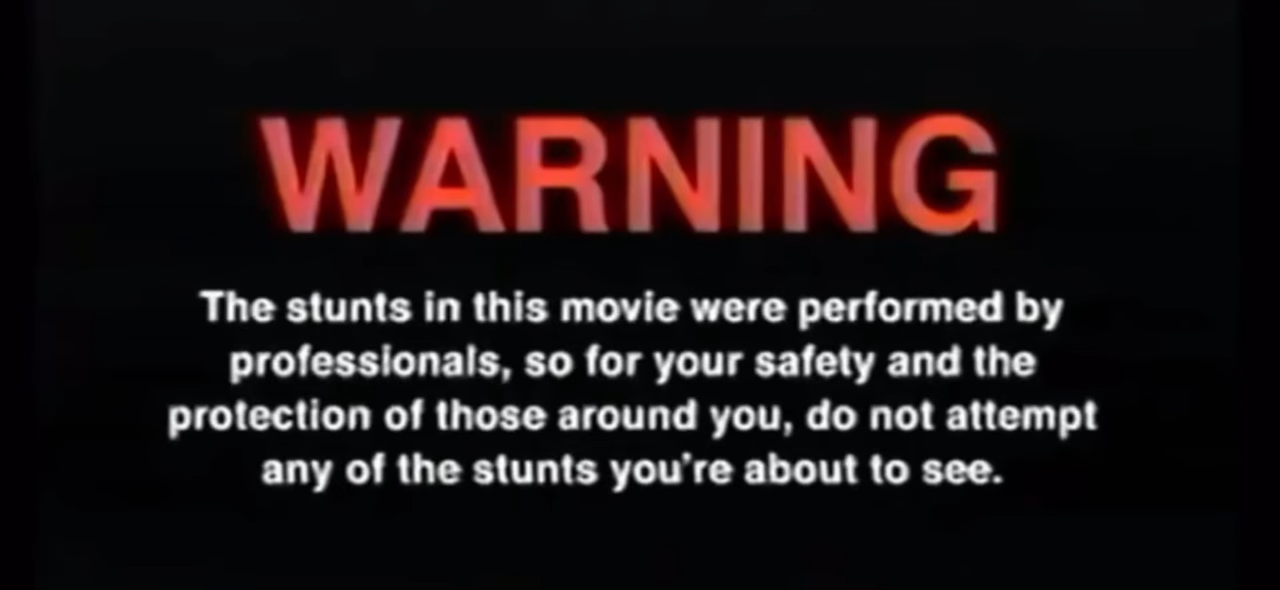 WARNING
The stunts in this movie were performed by
professionals, so for your safety and the
protection of those around you, do not attempt
any of the stunts you're about to see.